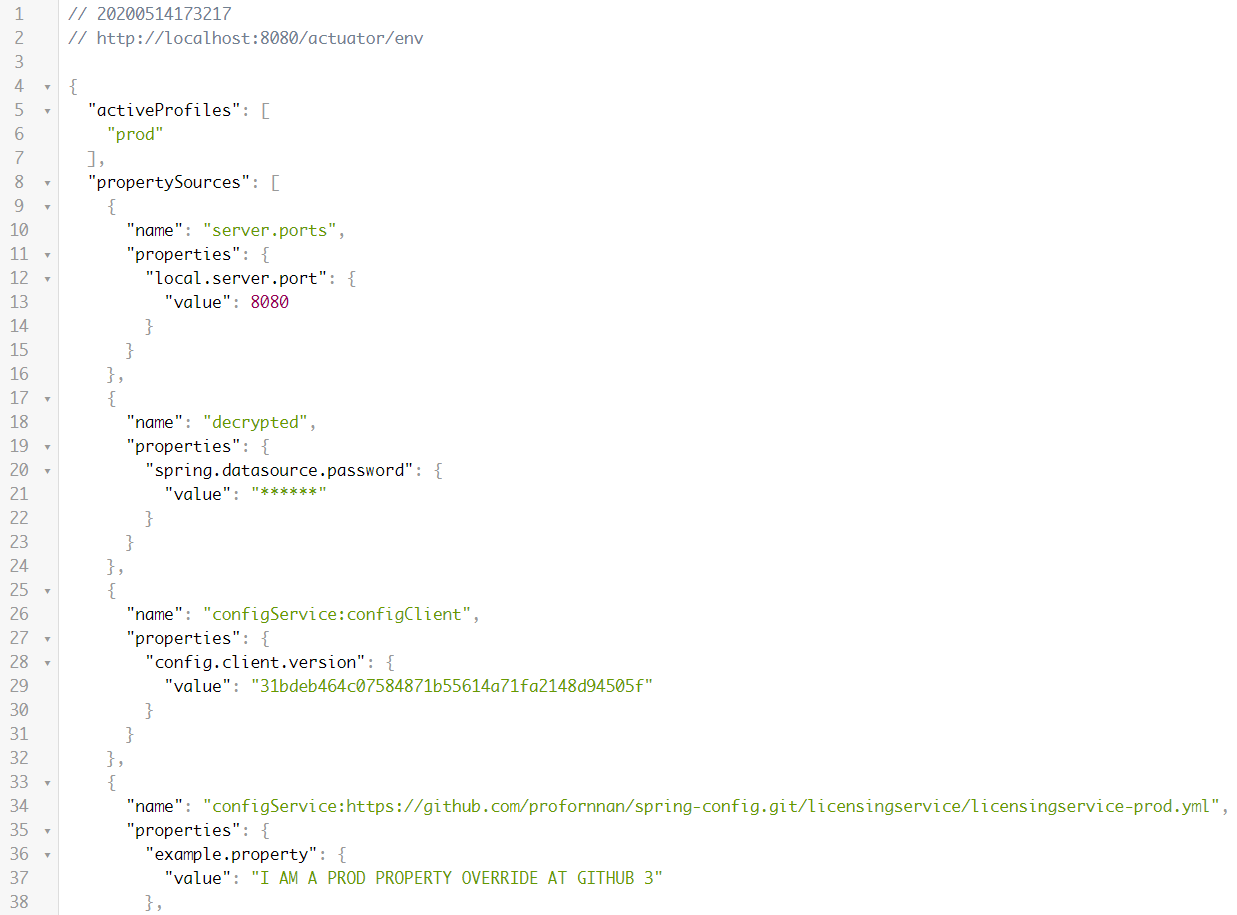 1 // 20200514173217
2 // http://localhost:8080/actuator/env
3
4 {
5 "activeProfiles": [
6 "prod"
7 ],
8 "propertySources": [
9 {
10 "name": "server.ports",
11 "properties": {
12 "local.server.port": {
13 "value": 8080
14 }
15 }
16 },
17 {
18 "name": "decrypted",
19 "properties": {
20 "spring.datasource.password": {
21 "value": "******"
22 }
23 }
24 },
25 {
26 "name": "configService:configClient",
27 "properties": {
28 "config.client.version": {
29 "value": "31bdeb464c07584871b55614a71fa2148d94505f"
30 }
31 }
32 },
33 {
34 "name": "configService:https://github.com/profornnan/spring-config.git/licensingservice/licensingservice-prod.yml",
35 "properties": {
36 "example.property": {
37 "value": "I AM A PROD PROPERTY OVERRIDE AT GITHUB 3"
38 },